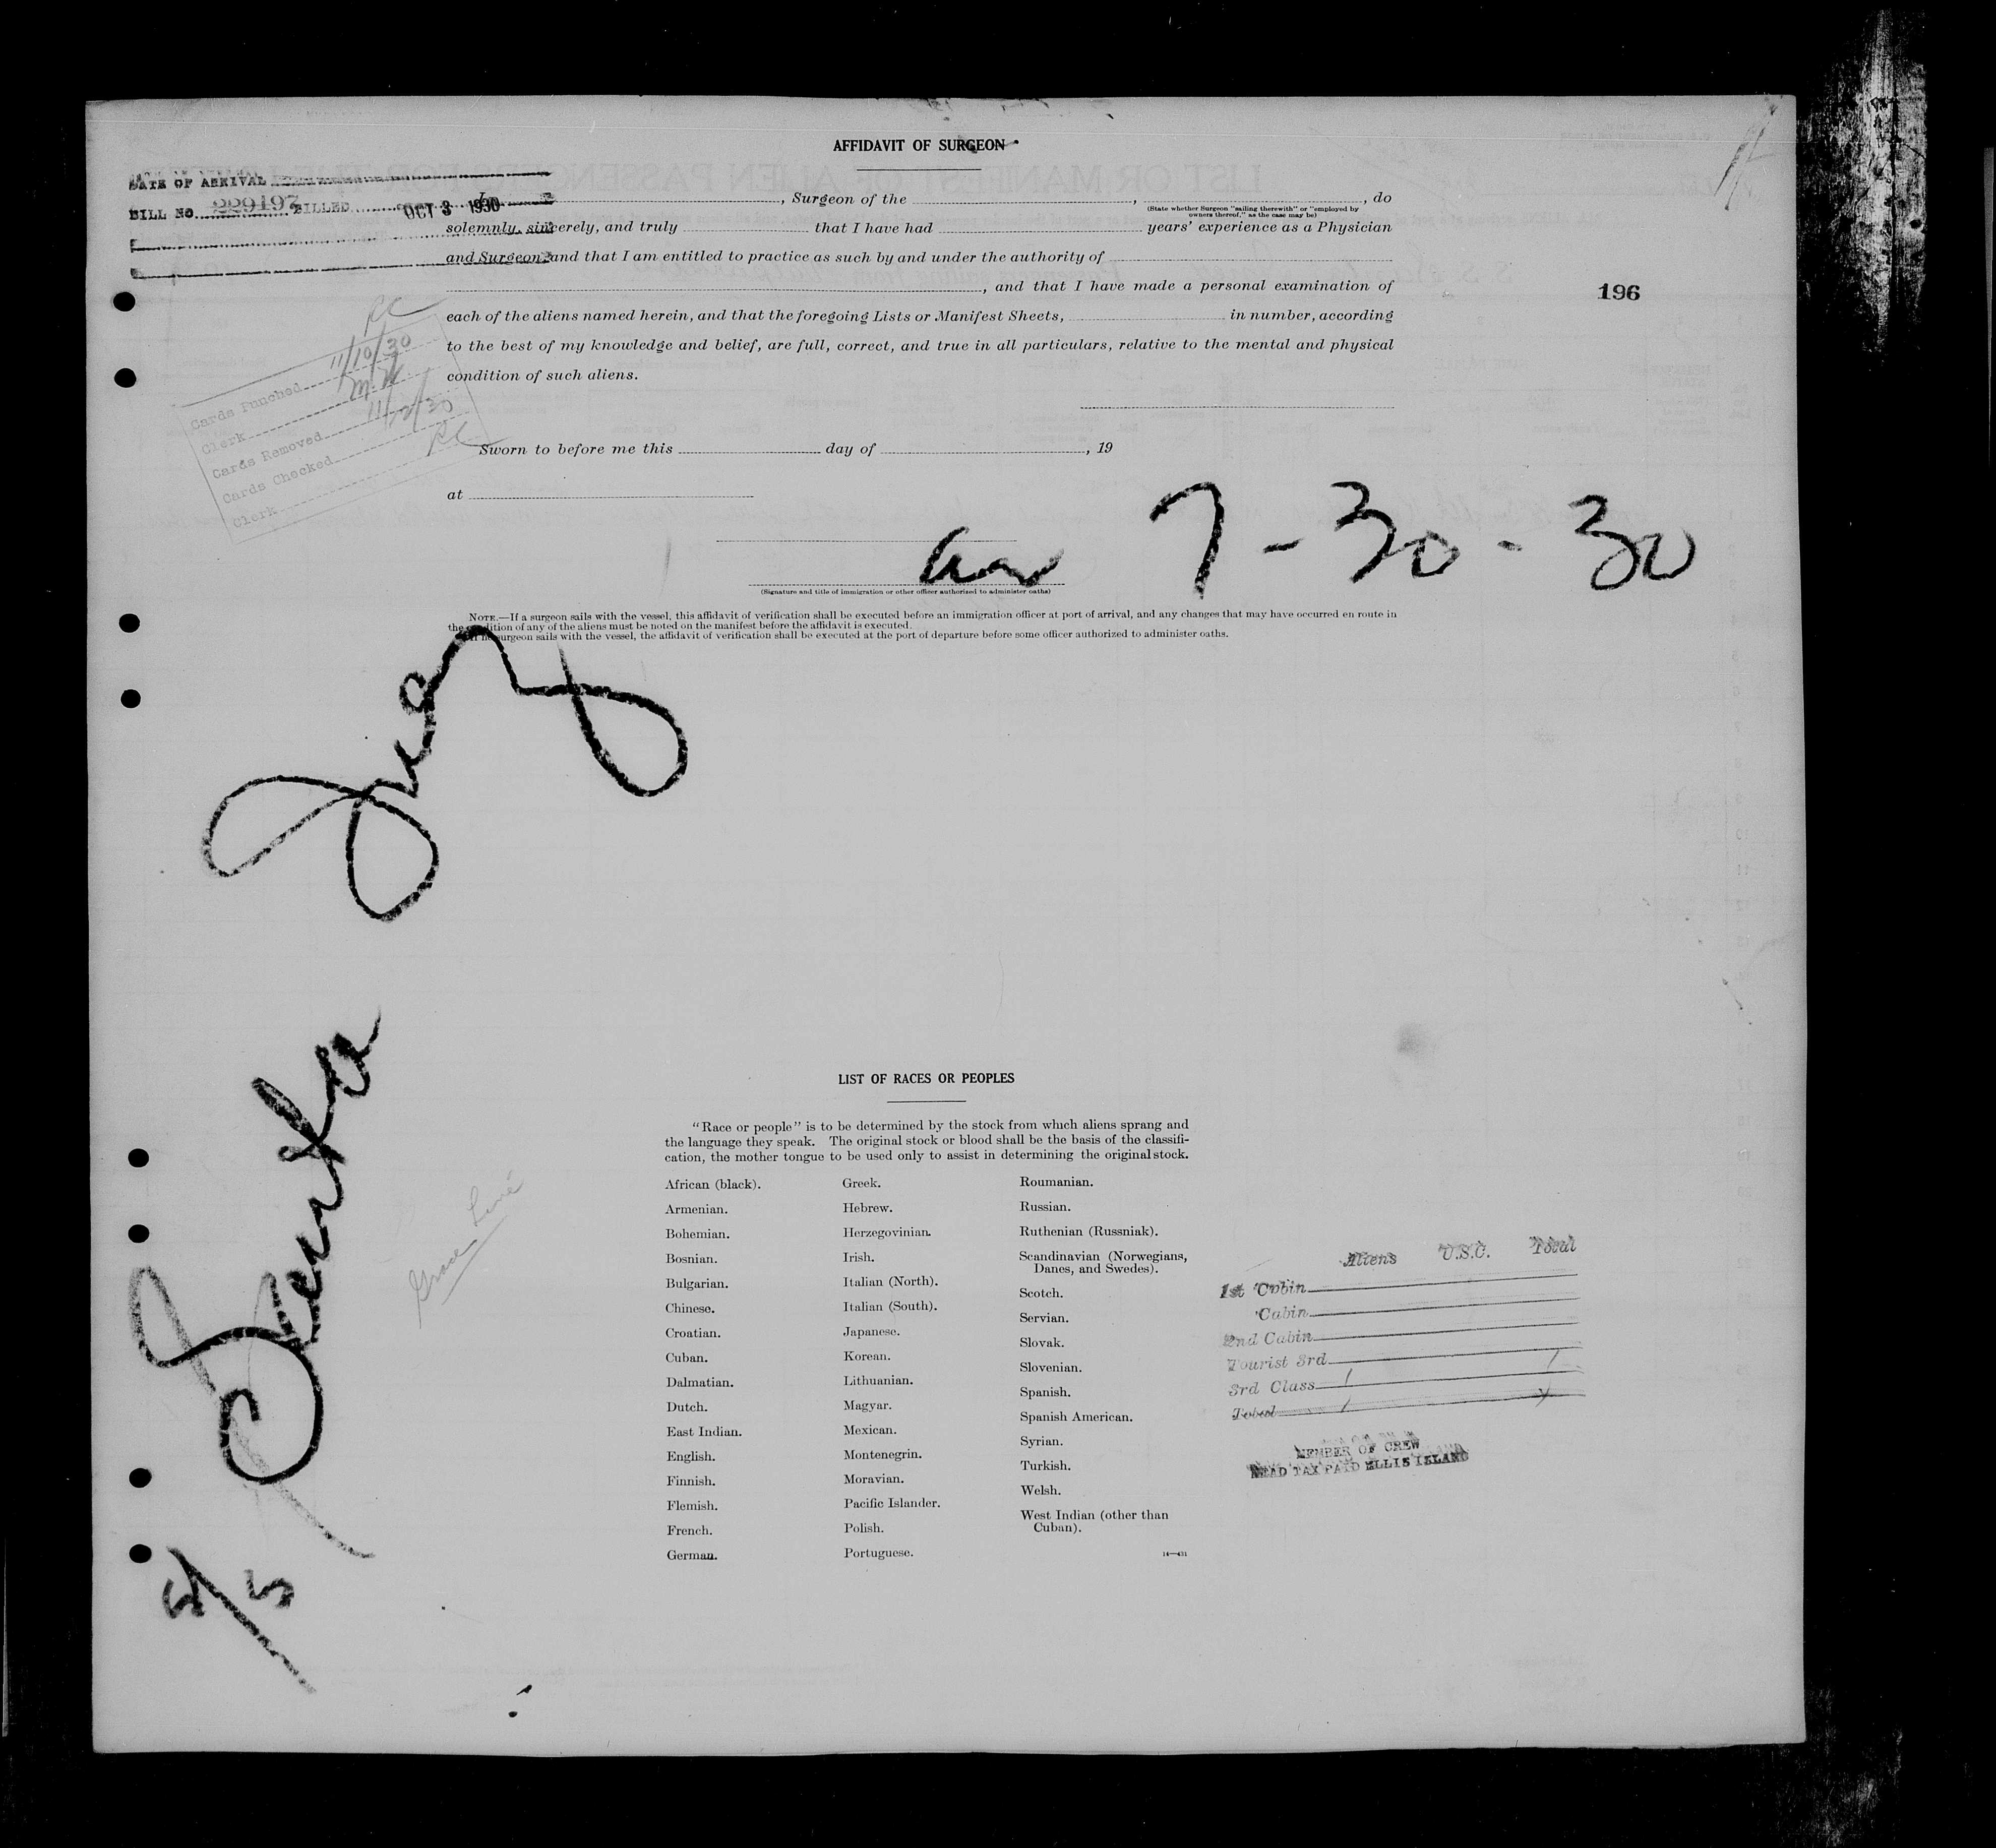 AFFIDAVIT OF SURGEON
DATE OF ARRIVAL
BILL NO. 229197 BILLED OCT 3 1930
I, , Surgeon of the , , do
(State whether Surgeon "sailing therewith" or "employed by
owners thereof," as the case may be)
solemnly, sincerely, and truly that I have had years' experience as a Physician
and Surgeon, and that I am entitled to practice as such by and under the authority of
, and that I have made a personal examination of
each of the aliens named herein, and that the foregoing Lists or Manifest Sheets, in number, according
to the best of my knowledge and belief, are full, correct, and true in all particulars, relative to the mental and physical
condition of such aliens.
196
RC
Cards Punched 11/10/30
Clerk
Cards Removed 11/12/30
Cards Checked RC
Clerk
Sworn to before me this day of , 19
at
arr 7-30-30
(Signature and title of immigration or other officer authorized to administer oaths)
NOTE.—If a surgeon sails with the vessel, this affidavit of verification shall be executed before an immigration officer at port of arrival, and any changes that may have occurred en route in
the condition of any of the aliens must be noted on the manifest before the affidavit is executed.
surgeon sails with the vessel, the affidavit of verification shall be executed at the port of departure before some officer authorized to administer oaths.
S/S Santa
Grace Line
LIST OF RACES OR PEOPLES
"Race or people" is to be determined by the stock from which aliens sprang and
the language they speak. The original stock or blood shall be the basis of the classifi-
cation, the mother tongue to be used only to assist in determining the original stock.
African (black).
Armenian.
Bohemian.
Bosnian.
Bulgarian.
Chinese.
Croatian.
Cuban.
Dalmatian.
Dutch.
East Indian.
English.
Finnish.
Flemish.
French.
German.
Greek.
Hebrew.
Herzegovinian.
Irish.
Italian (North).
Italian (South).
Japanese.
Korean.
Lithuanian.
Magyar.
Mexican.
Montenegrin.
Moravian.
Pacific Islander.
Polish.
Portuguese.
Roumanian.
Russian.
Ruthenian (Russniak).
Scandinavian (Norwegians,
Danes, and Swedes).
Scotch.
Servian.
Slovak.
Slovenian.
Spanish.
Spanish American.
Syrian.
Turkish.
Welsh.
West Indian (other than
Cuban).
14—431
Aliens U.S.C. Total
1st Cabin
Cabin
2nd Cabin
Tourist 3rd
3rd Class 1 1
Total 1 1
MEMBER OF CREW
HEAD TAX PAID ELLIS ISLAND